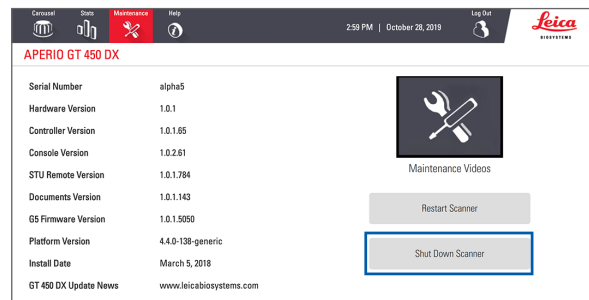 Carousel Stats Maintenance Help Log Out
2:59 PM | October 28, 2019
Leica
BIOSYSTEMS
APERIO GT 450 DX
Serial Number alpha5
Hardware Version 1.0.1
Controller Version 1.0.1.65
Console Version 1.0.2.61
STU Remote Version 1.0.1.784
Documents Version 1.0.1.143
G5 Firmware Version 1.0.1.5050
Platform Version 4.4.0-138-generic
Install Date March 5, 2018
GT 450 DX Update News www.leicabiosystems.com
Maintenance Videos
Restart Scanner
Shut Down Scanner